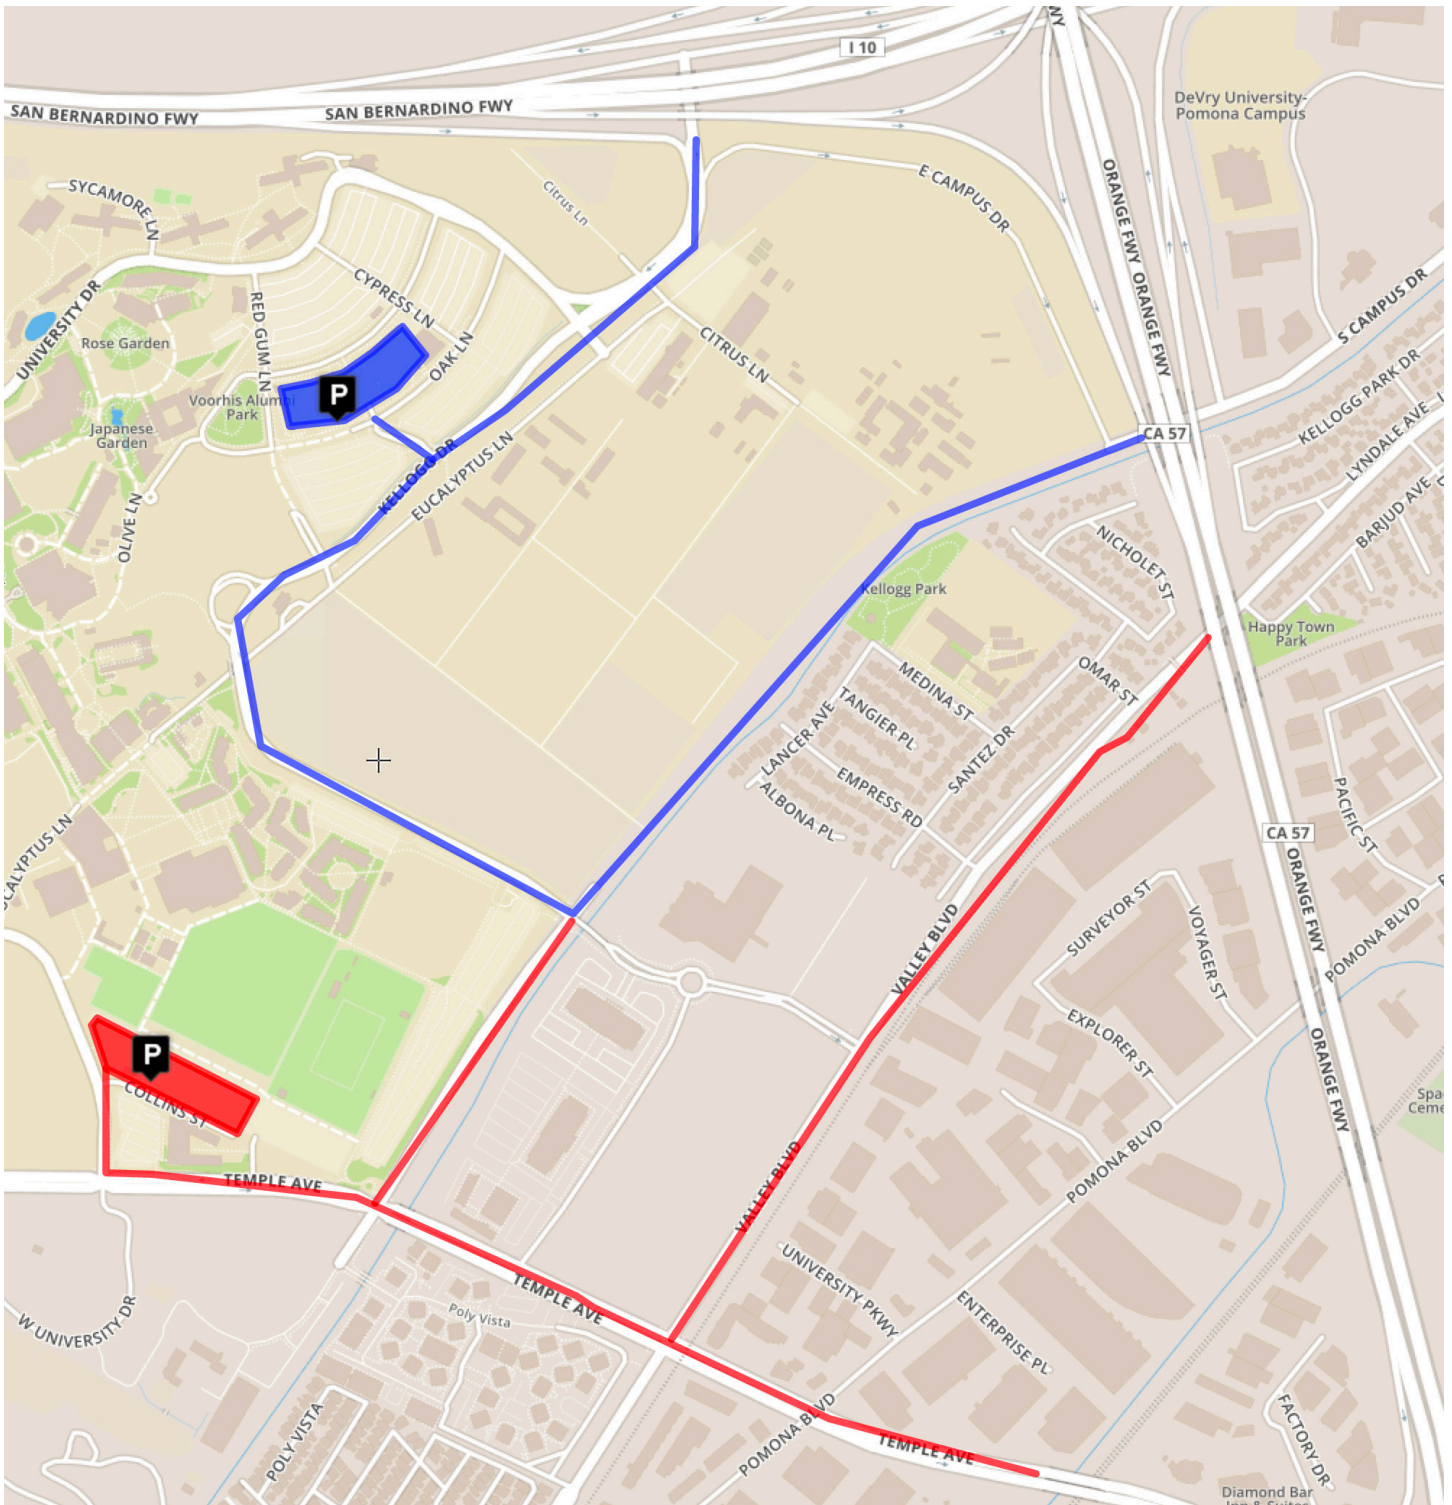 WY
I 10
SAN BERNARDINO FWY
SAN BERNARDINO FWY
DeVry University-
Pomona Campus
SYCAMORE LN
Citrus Ln
E CAMPUS DR
ORANGE FWY
ORANGE FWY
UNIVERSITY DR
RED GUM LN
CYPRESS LN
OAK LN
CITRUS LN
S CAMPUS DR
Rose Garden
Voorhis Alumni
Park
P
Japanese
Garden
KELLOGG DR
EUCALYPTUS LN
CA 57
KELLOGG PARK DR
LYNDALE AVE
BARJUD AVE
OLIVE LN
NICHOLET ST
Kellogg Park
Happy Town
Park
MEDINA ST
OMAR ST
TANGIER PL
LANCER AVE
SANTEZ DR
EMPRESS RD
ALBONA PL
PACIFIC ST
CA 57
CALYPTUS LN
ORANGE FWY
VALLEY BLVD
SURVEYOR ST
VOYAGER ST
POMONA BLVD
EXPLORER ST
ORANGE FWY
P
COLLINS ST
Spa
Ceme
TEMPLE AVE
VALLEY BLVD
POMONA BLVD
UNIVERSITY PKWY
TEMPLE AVE
Poly Vista
W UNIVERSITY DR
ENTERPRISE PL
POLY VISTA
POMONA BLVD
TEMPLE AVE
FACTORY DR
Diamond Bar
Inn & Suites